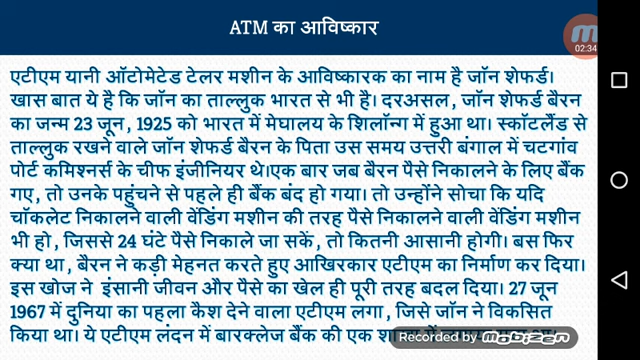 ATM का आविष्कार
02:34
एटीएम यानी ऑटोमेटेड टेलर मशीन के आविष्कारक का नाम है जॉन शेफर्ड।
खास बात ये है कि जॉन का ताल्लुक भारत से भी है। दरअसल, जॉन शेफर्ड बैरन
का जन्म 23 जून, 1925 को भारत में मेघालय के शिलॉन्ग में हुआ था। स्कॉटलैंड से
ताल्लुक रखने वाले जॉन शेफर्ड बैरन के पिता उस समय उत्तरी बंगाल में चटगांव
पोर्ट कमिश्नर्स के चीफ इंजीनियर थे।एक बार जब बैरन पैसे निकालने के लिए बैंक
गए, तो उनके पहुंचने से पहले ही बैंक बंद हो गया। तो उन्होंने सोचा कि यदि
चॉकलेट निकालने वाली वेंडिंग मशीन की तरह पैसे निकालने वाली वेंडिंग मशीन
भी हो, जिससे 24 घंटे पैसे निकाले जा सकें, तो कितनी आसानी होगी। बस फिर
क्या था, बैरन ने कड़ी मेहनत करते हुए आखिरकार एटीएम का निर्माण कर दिया।
इस खोज ने इंसानी जीवन और पैसे का खेल ही पूरी तरह बदल दिया। 27 जून
1967 में दुनिया का पहला कैश देने वाला एटीएम लगा, जिसे जॉन ने विकसित
किया था। ये एटीएम लंदन में बारक्लेज बैंक की एक
Recorded by
mobizen